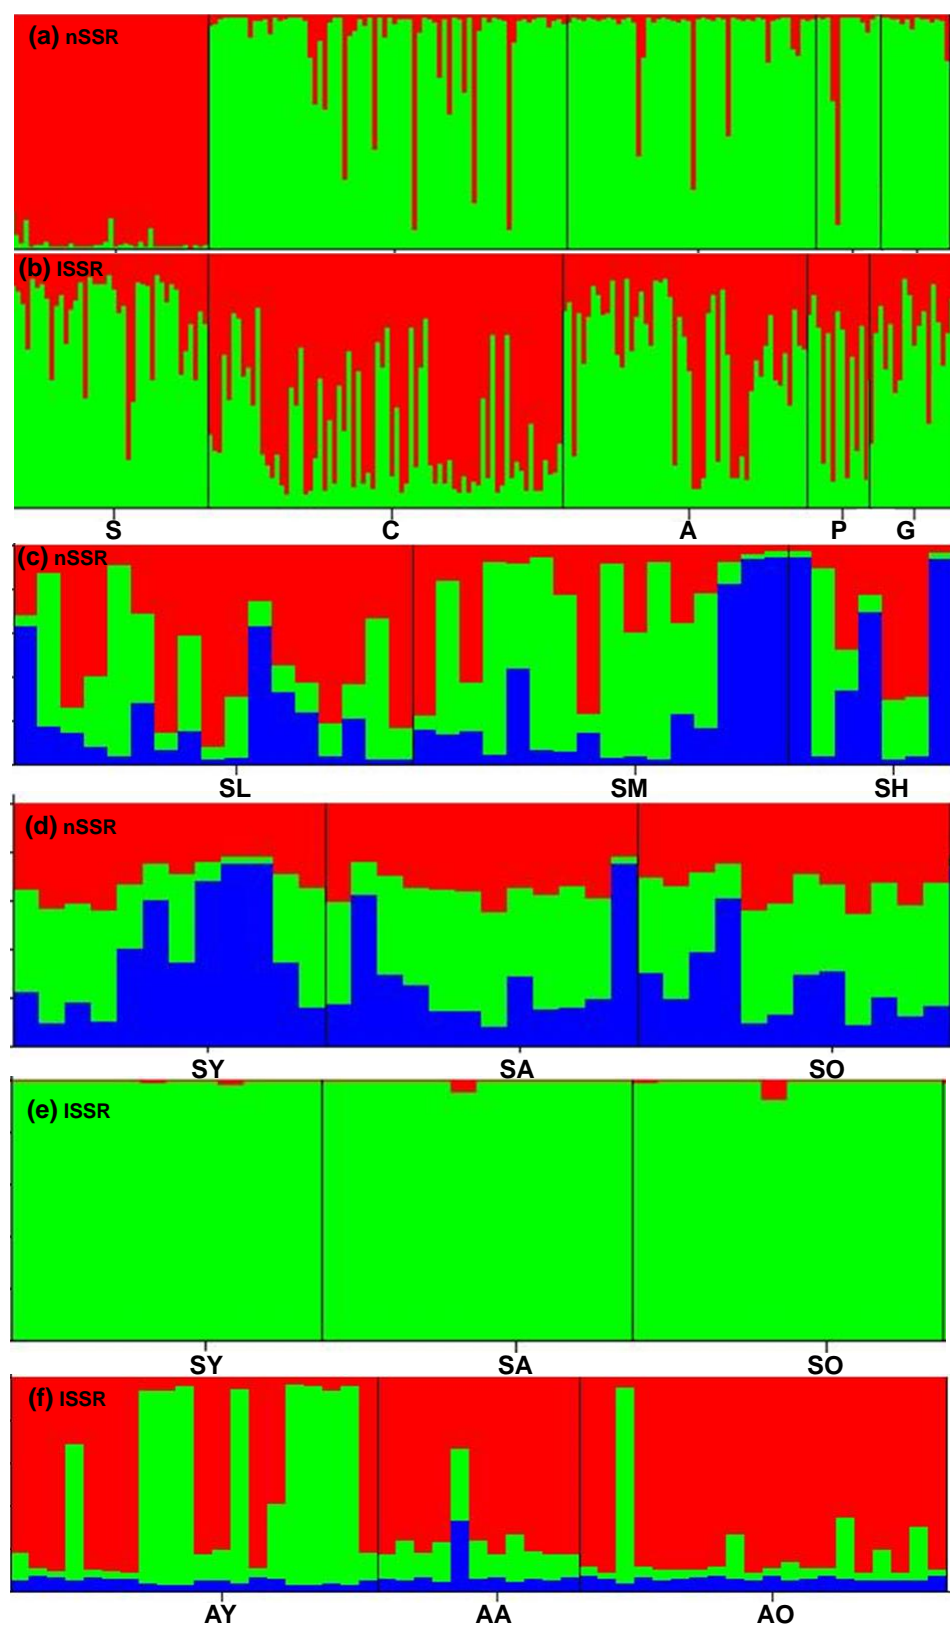 (a) nSSR
(b) ISSR
S C A P G
(c) nSSR
SL SM SH
(d) nSSR
SY SA SO
(e) ISSR
SY SA SO
(f) ISSR
AY AA AO